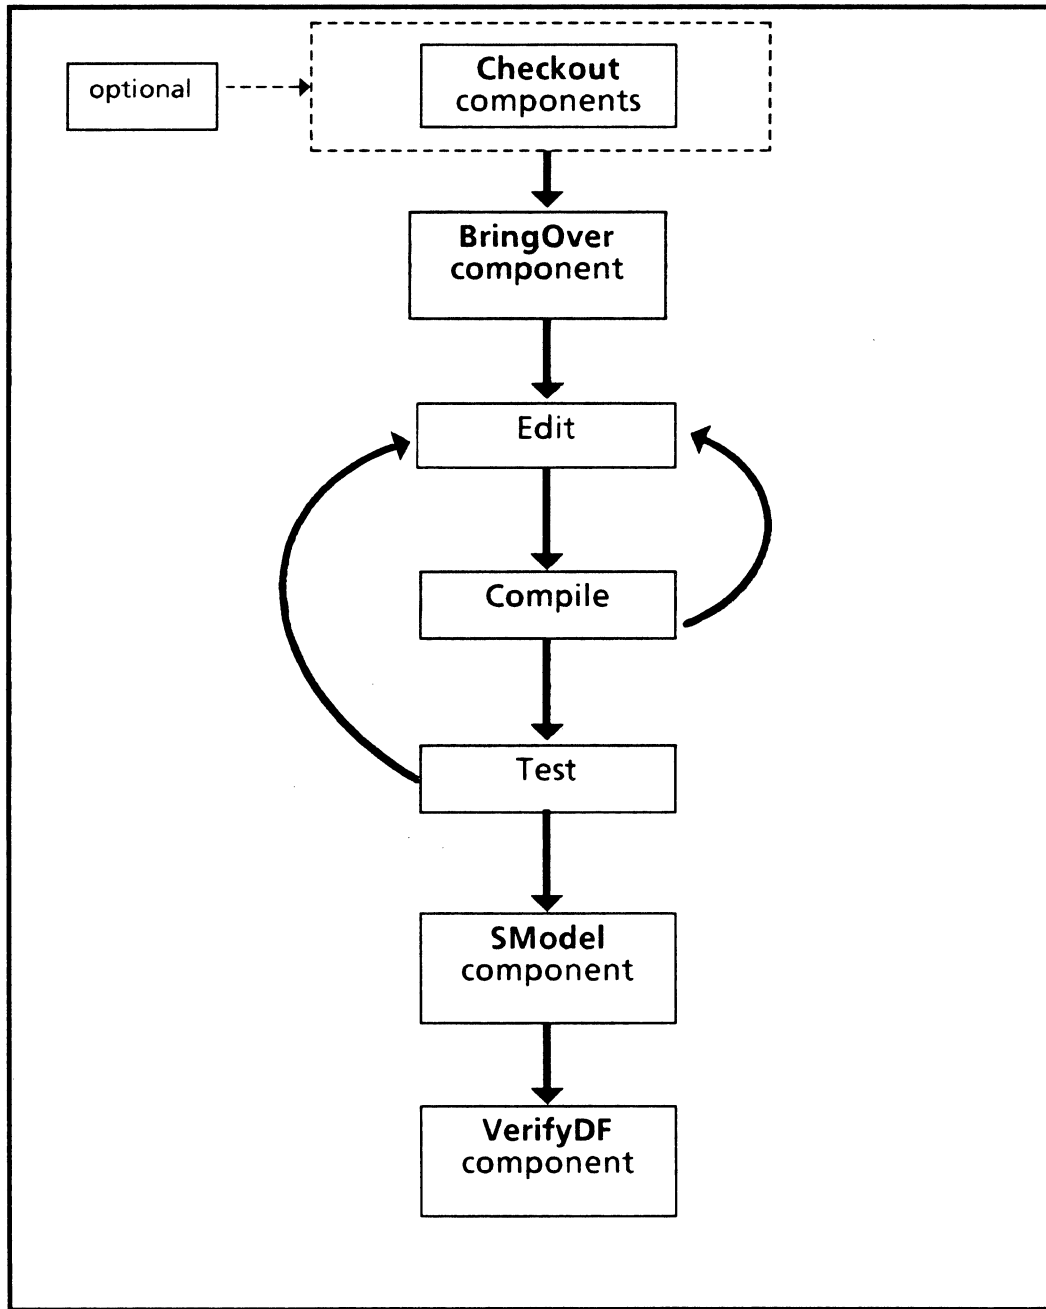 optional
Checkout
components
BringOver
component
Edit
Compile
Test
SModel
component
VerifyDF
component